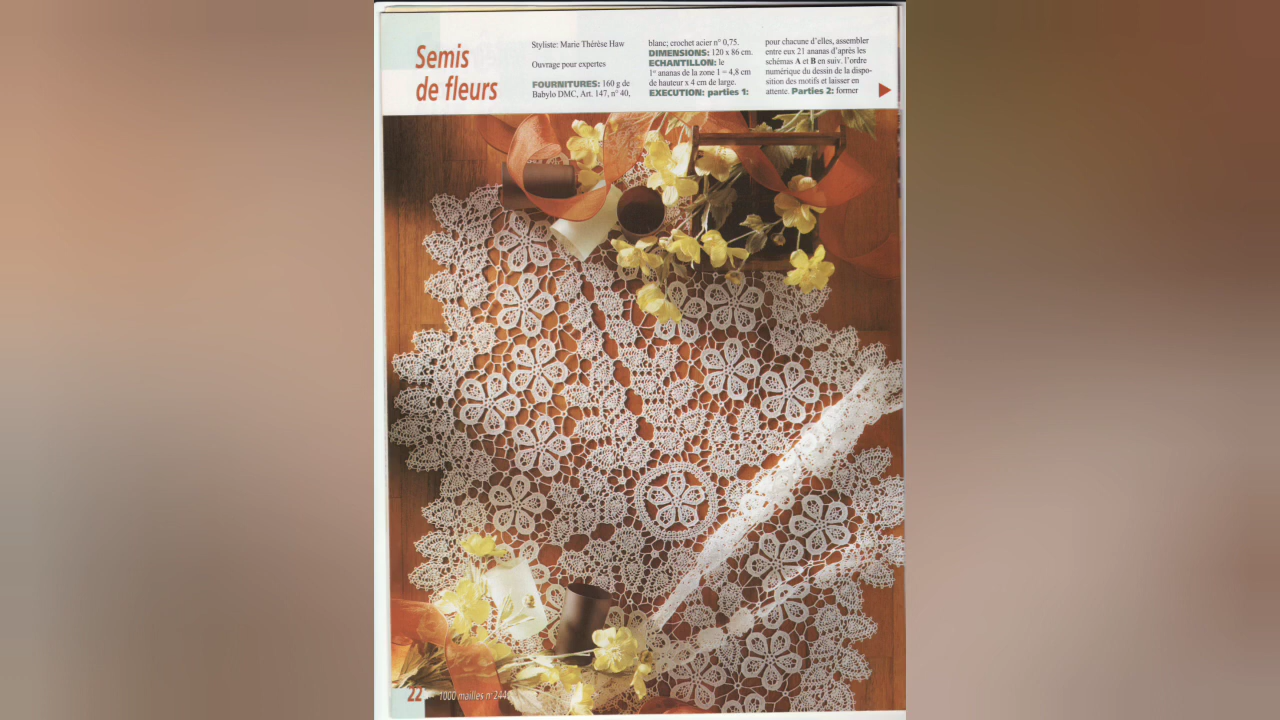 Semis
de fleurs
Styliste: Marie Thérèse Haw
Ouvrage pour expertes
FOURNITURES: 160 g de
Babylo DMC, Art. 147, n° 40,
blanc; crochet acier n° 0,75.
DIMENSIONS: 120 x 86 cm.
ECHANTILLON: le
1er ananas de la zone 1 = 4,8 cm
de hauteur x 4 cm de large.
EXECUTION: parties 1:
pour chacune d'elles, assembler
entre eux 21 ananas d'après les
schémas A et B en suiv. l'ordre
numérique du dessin de la dispo-
sition des motifs et laisser en
attente. Parties 2: former
22 1000 mailles n°